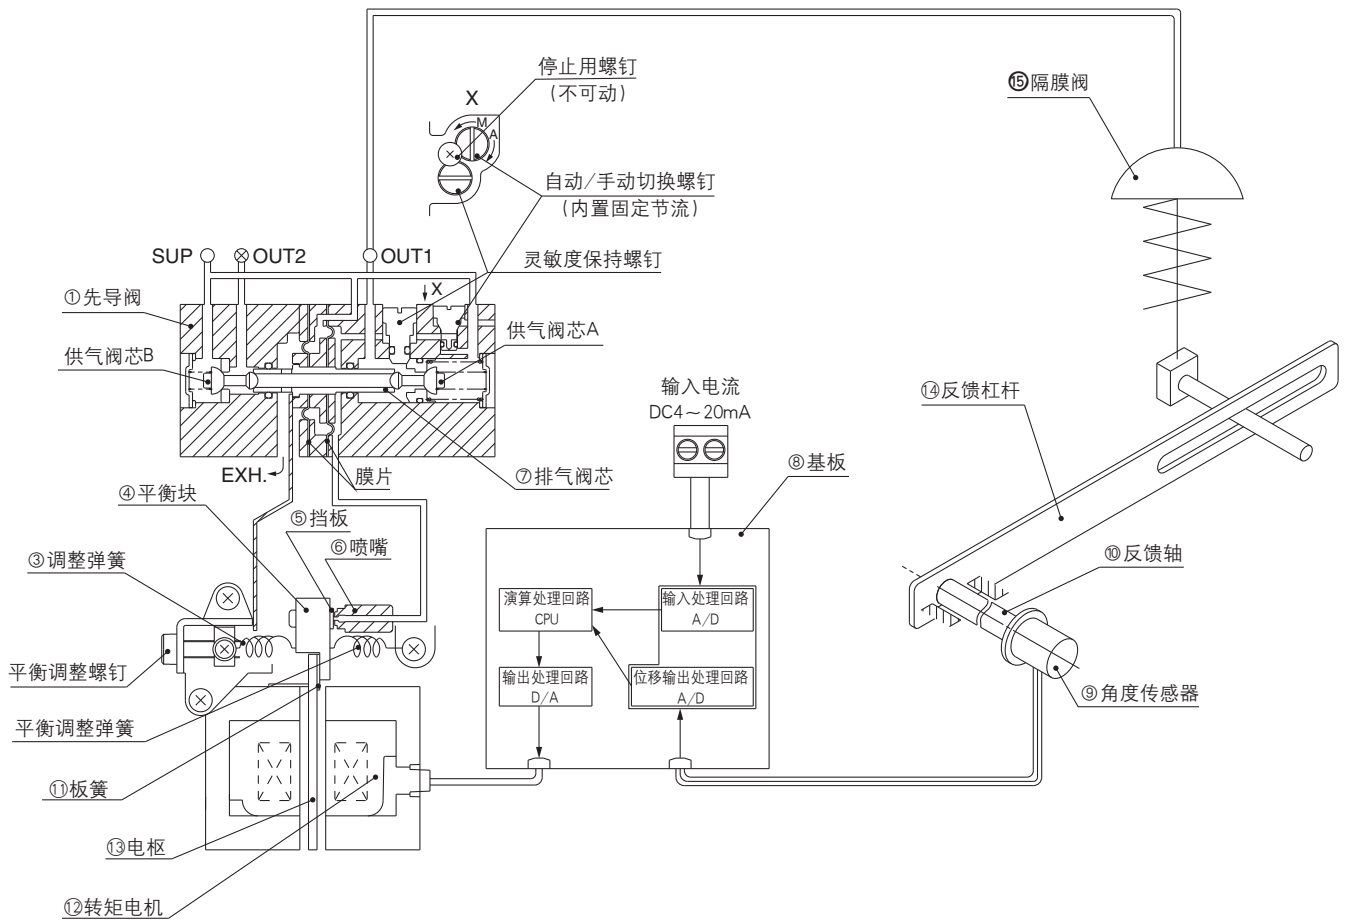 停止用螺钉
(不可动)
X
M
A
⑮隔膜阀
自动/手动切换螺钉
(内置固定节流)
SUP
OUT2
OUT1
灵敏度保持螺钉
X
①先导阀
供气阀芯A
供气阀芯B
输入电流
DC4～20mA
⑭反馈杠杆
EXH.
膜片
⑦排气阀芯
⑧基板
④平衡块
⑤挡板
⑥喷嘴
③调整弹簧
⑩反馈轴
演算处理回路
CPU
输入处理回路
A/D
平衡调整螺钉
输出处理回路
D/A
位移输出处理回路
A/D
⑨角度传感器
平衡调整弹簧
⑪板簧
⑬电枢
⑫转矩电机